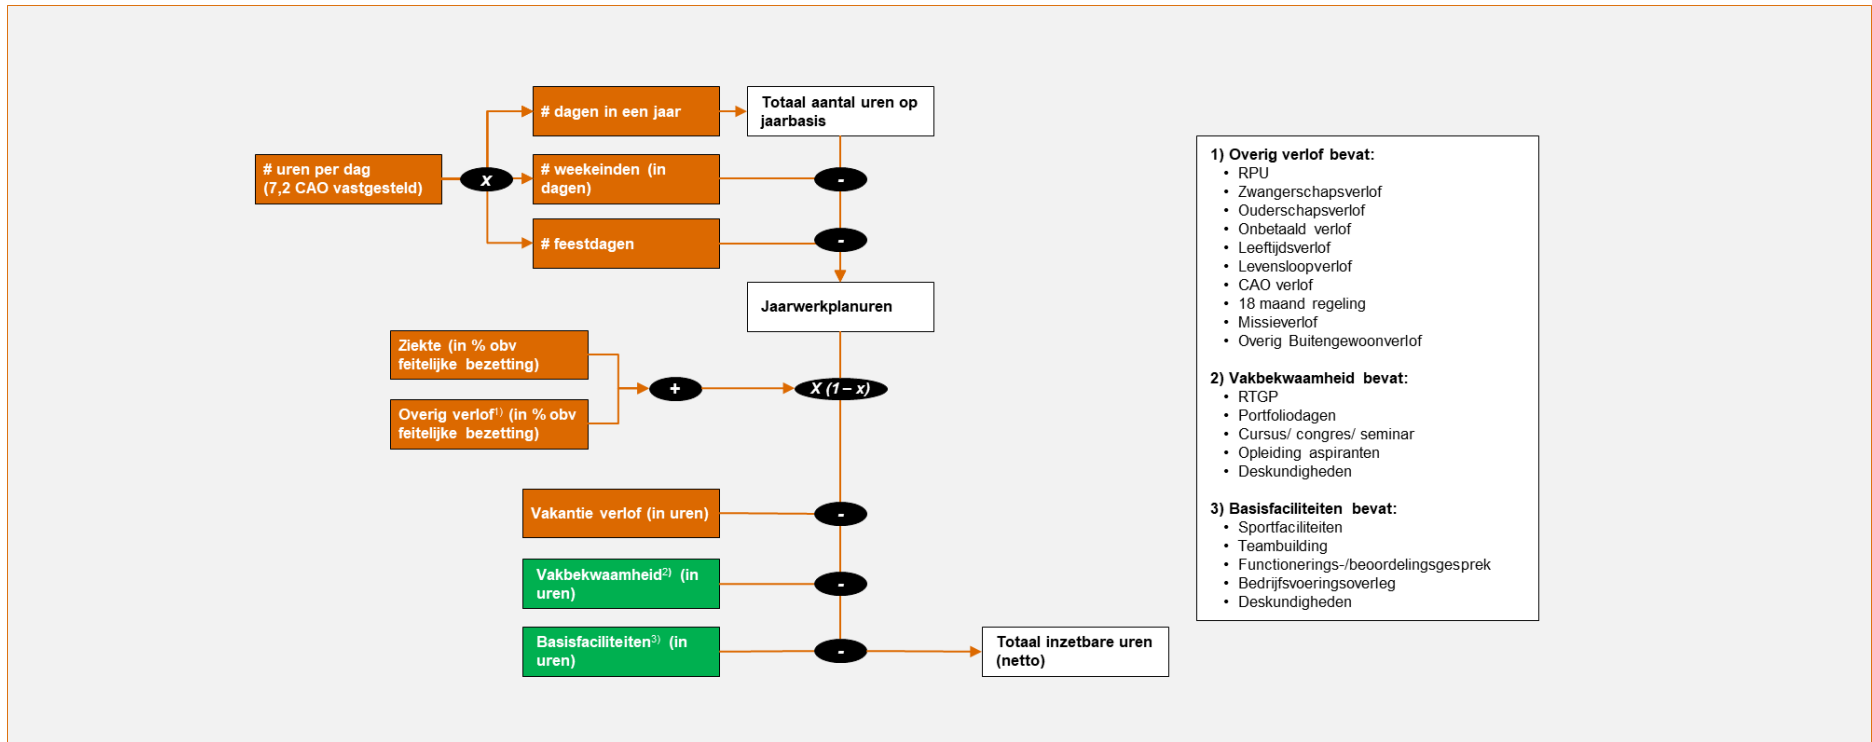 # dagen in een jaar
Totaal aantal uren op
jaarbasis
# uren per dag
(7,2 CAO vastgesteld)
x
# weekeinden (in
dagen)
-
# feestdagen
-
Jaarwerkplanuren
Ziekte (in % obv
feitelijke bezetting)
+
X (1 – x)
Overig verlof1) (in % obv
feitelijke bezetting)
Vakantie verlof (in uren)
-
Vakbekwaamheid2) (in
uren)
-
Basisfaciliteiten3) (in
uren)
-
Totaal inzetbare uren
(netto)
1) Overig verlof bevat:
• RPU
• Zwangerschapsverlof
• Ouderschapsverlof
• Onbetaald verlof
• Leeftijdsverlof
• Levensloopverlof
• CAO verlof
• 18 maand regeling
• Missieverlof
• Overig Buitengewoonverlof
2) Vakbekwaamheid bevat:
• RTGP
• Portfoliodagen
• Cursus/ congres/ seminar
• Opleiding aspiranten
• Deskundigheden
3) Basisfaciliteiten bevat:
• Sportfaciliteiten
• Teambuilding
• Functionerings-/beoordelingsgesprek
• Bedrijfsvoeringsoverleg
• Deskundigheden